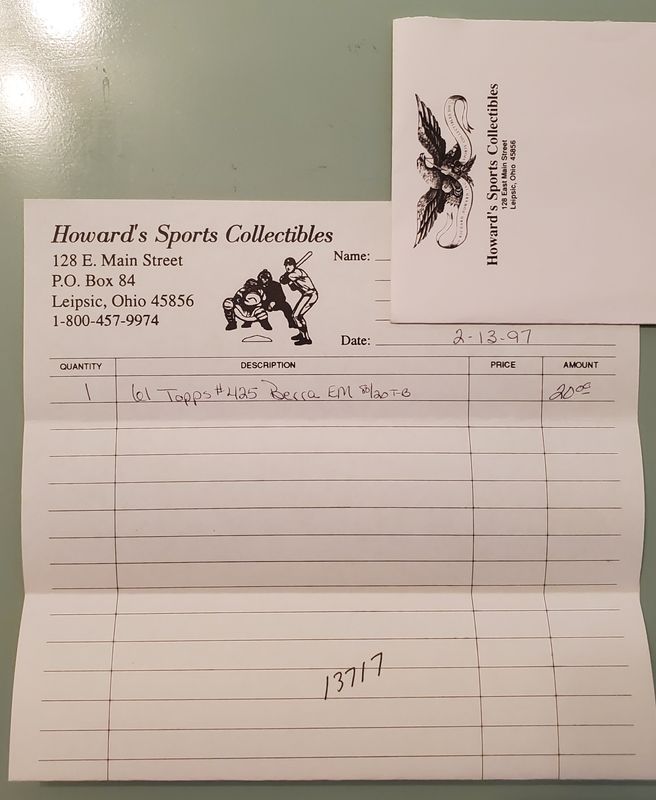 Howard's Sports Collectibles
128 E. Main Street
P.O. Box 84
Leipsic, Ohio 45856
1-800-457-9974
Name:
Date: 2-13-97
QUANTITY DESCRIPTION PRICE AMOUNT
1 61 Topps #425 Berra EM 80/20 T-B 20.00
13717
Howard's Sports Collectibles
128 East Main Street
Leipsic, Ohio 45856